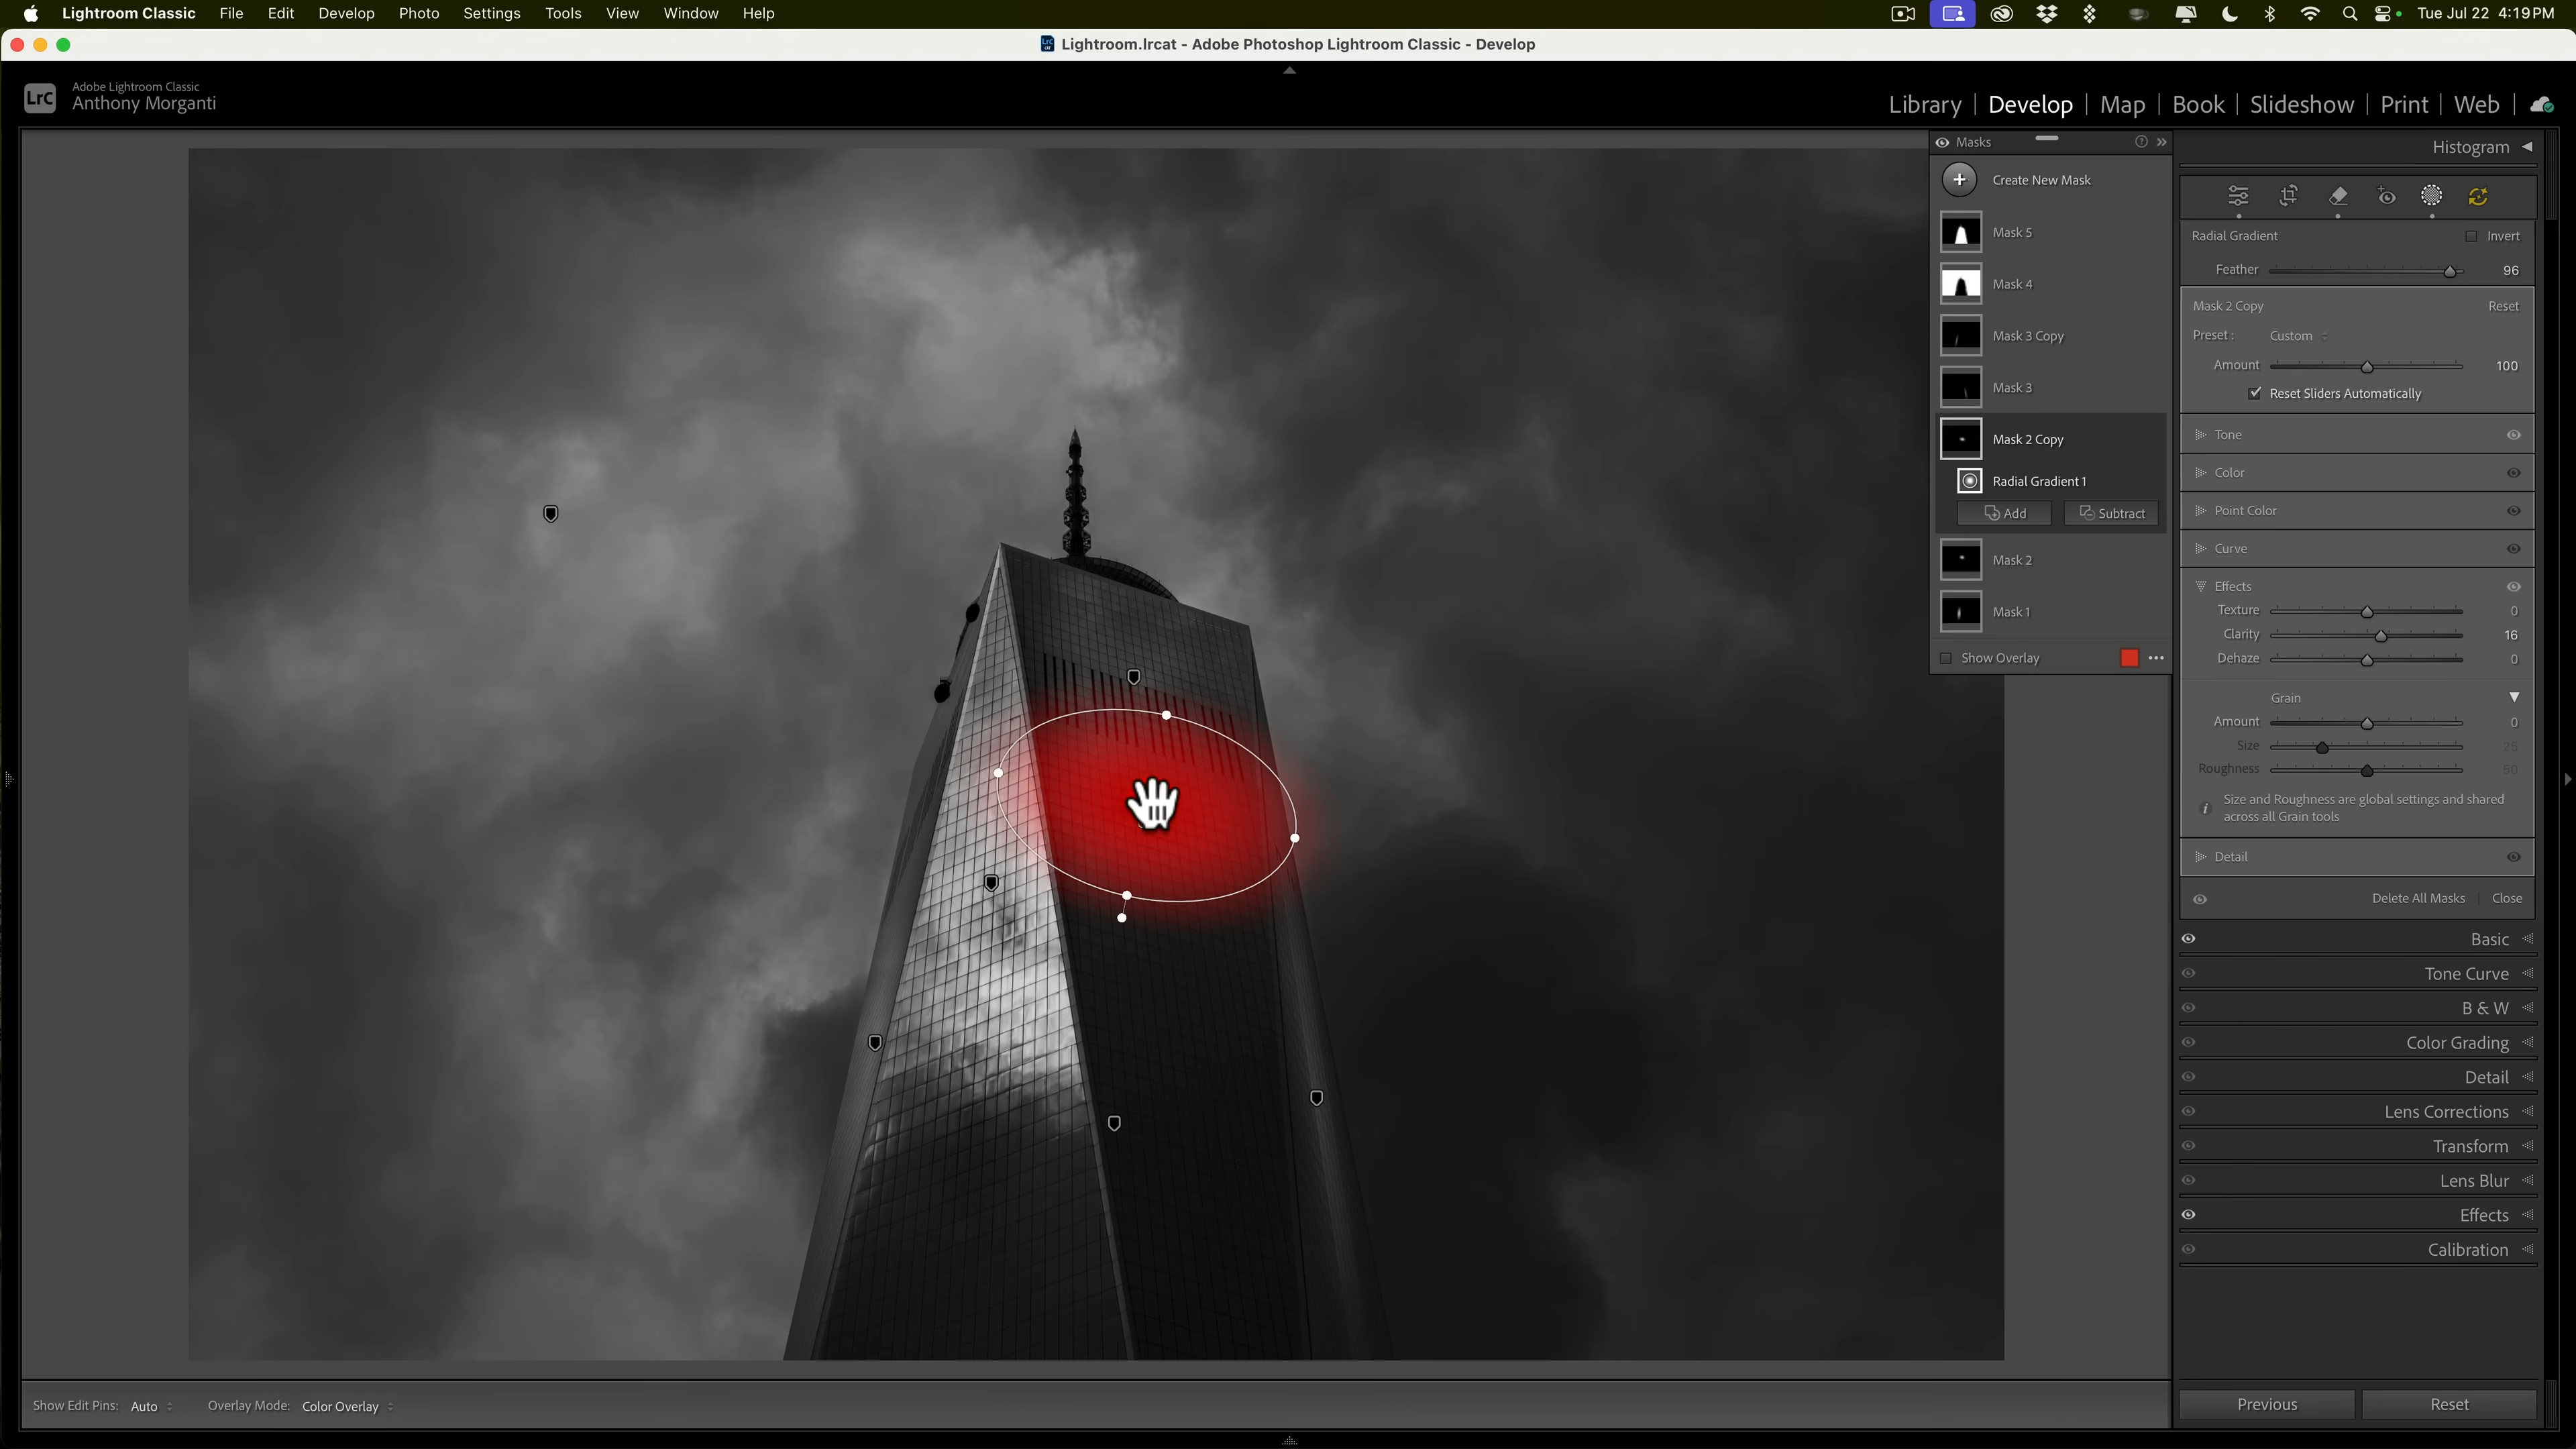 Lightroom Classic File Edit Develop Photo Settings Tools View Window Help Tue Jul 22 4:19 PM
Lightroom.lrcat - Adobe Photoshop Lightroom Classic - Develop
LrC Adobe Lightroom Classic
Anthony Morganti
Library | Develop | Map | Book | Slideshow | Print | Web |
Masks
Create New Mask
Mask 5
Mask 4
Mask 3 Copy
Mask 3
Mask 2 Copy
Radial Gradient 1
Add Subtract
Mask 2
Mask 1
Show Overlay
Histogram
Radial Gradient Invert
Feather 96
Mask 2 Copy Reset
Preset : Custom
Amount 100
Reset Sliders Automatically
Tone
Color
Point Color
Curve
Effects
Texture 0
Clarity 16
Dehaze 0
Grain
Amount 0
Size 25
Roughness 50
Size and Roughness are global settings and shared
across all Grain tools
Detail
Delete All Masks Close
Basic
Tone Curve
B & W
Color Grading
Detail
Lens Corrections
Transform
Lens Blur
Effects
Calibration
Previous Reset
Show Edit Pins: Auto Overlay Mode: Color Overlay